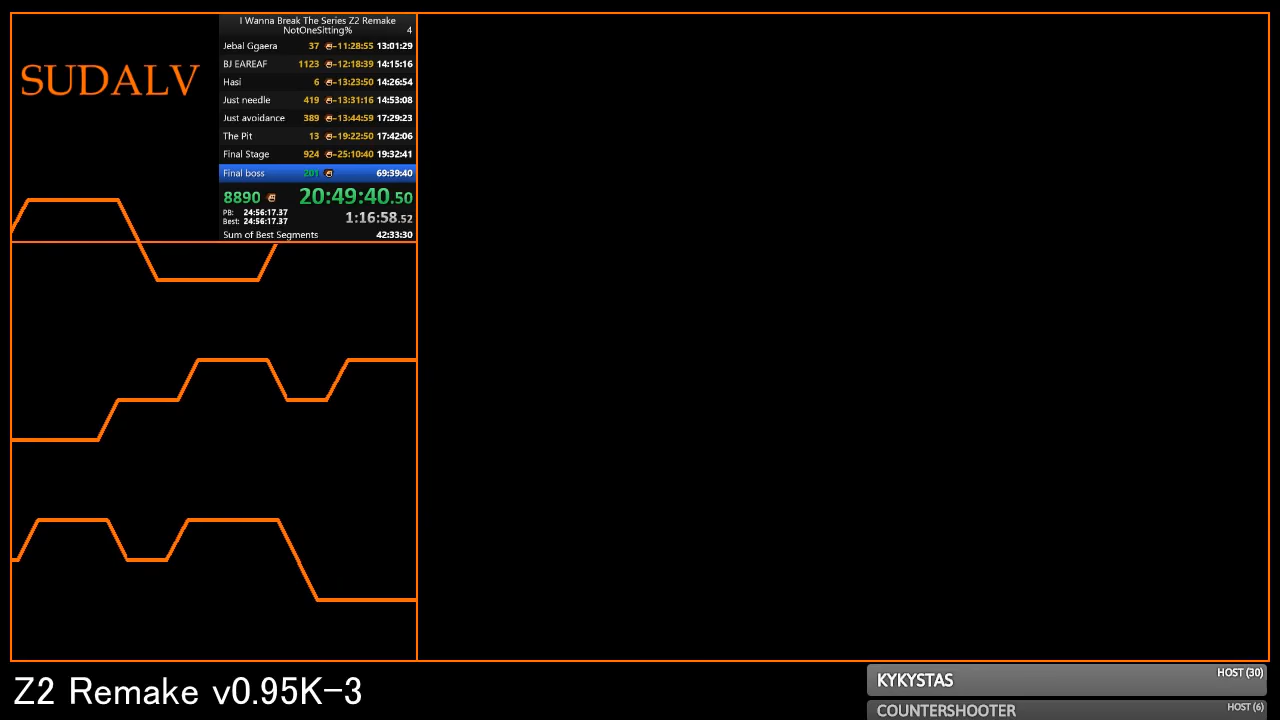 SUDALV
I Wanna Break The Series Z2 Remake
NotOneSitting% 4
Jebal Ggaera 37 -11:28:55 13:01:29
BJ EAREAF 1123 -12:18:39 14:15:16
Hasi 6 -13:23:50 14:26:54
Just needle 419 -13:31:16 14:53:08
Just avoidance 389 -13:44:59 17:29:23
The Pit 13 -19:22:50 17:42:06
Final Stage 924 -25:10:40 19:32:41
Final boss 201 69:39:40
8890 20:49:40.50
PB: 24:56:17.37
Best: 24:56:17.37
1:16:58.52
Sum of Best Segments 42:33:30
Z2 Remake v0.95K-3
KYKYSTAS HOST (30)
COUNTERSHOOTER HOST (6)